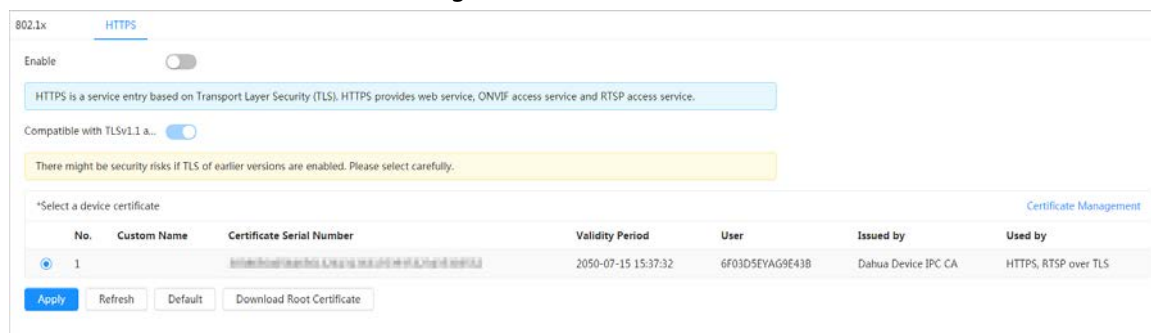 802.1x HTTPS
Enable
HTTPS is a service entry based on Transport Layer Security (TLS). HTTPS provides web service, ONVIF access service and RTSP access service.
Compatible with TLSv1.1 a...
There might be security risks if TLS of earlier versions are enabled. Please select carefully.
*Select a device certificate Certificate Management
No. Custom Name Certificate Serial Number Validity Period User Issued by Used by
1 2050-07-15 15:37:32 6F03D5EYAG9E43B Dahua Device IPC CA HTTPS, RTSP over TLS
Apply Refresh Default Download Root Certificate